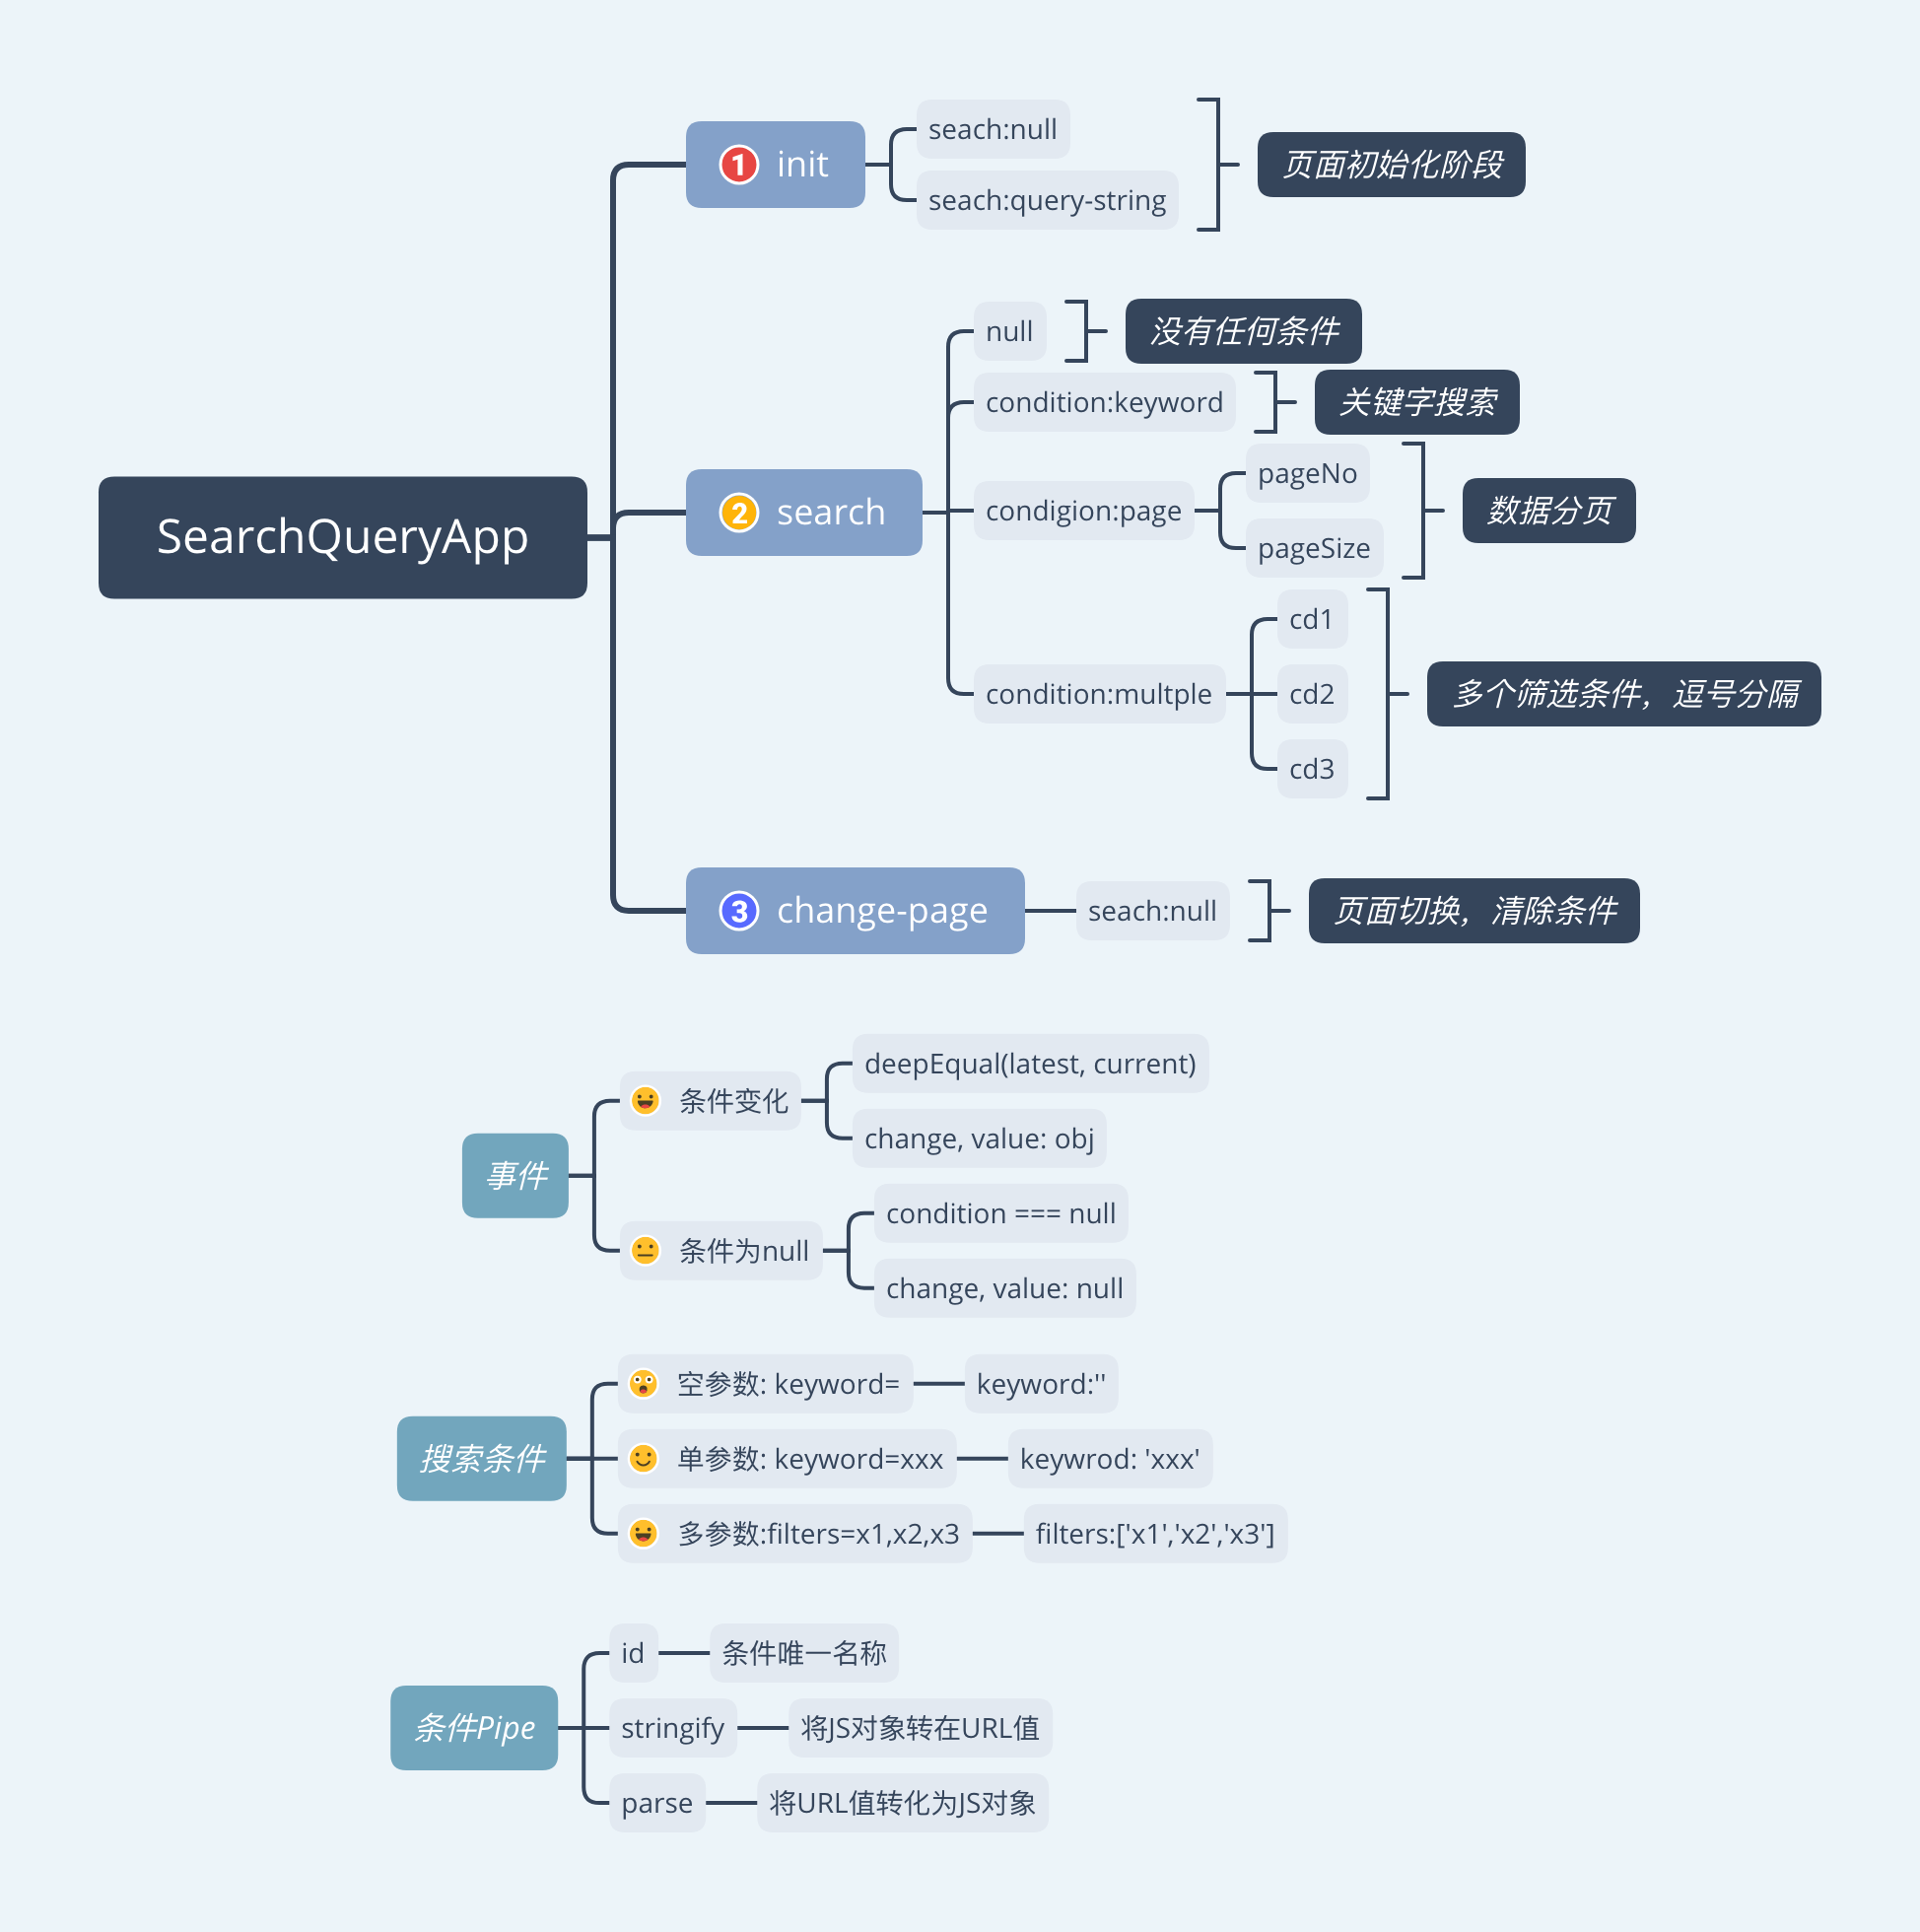 SearchQueryApp
1 init
seach:null
seach:query-string
页面初始化阶段
2 search
null
没有任何条件
condition:keyword
关键字搜索
condigion:page
pageNo
pageSize
数据分页
condition:multple
cd1
cd2
cd3
多个筛选条件，逗号分隔
3 change-page
seach:null
页面切换，清除条件
事件
条件变化
deepEqual(latest, current)
change, value: obj
条件为null
condition === null
change, value: null
搜索条件
空参数: keyword=
keyword:''
单参数: keyword=xxx
keywrod: 'xxx'
多参数:filters=x1,x2,x3
filters:['x1','x2','x3']
条件Pipe
id
条件唯一名称
stringify
将JS对象转在URL值
parse
将URL值转化为JS对象